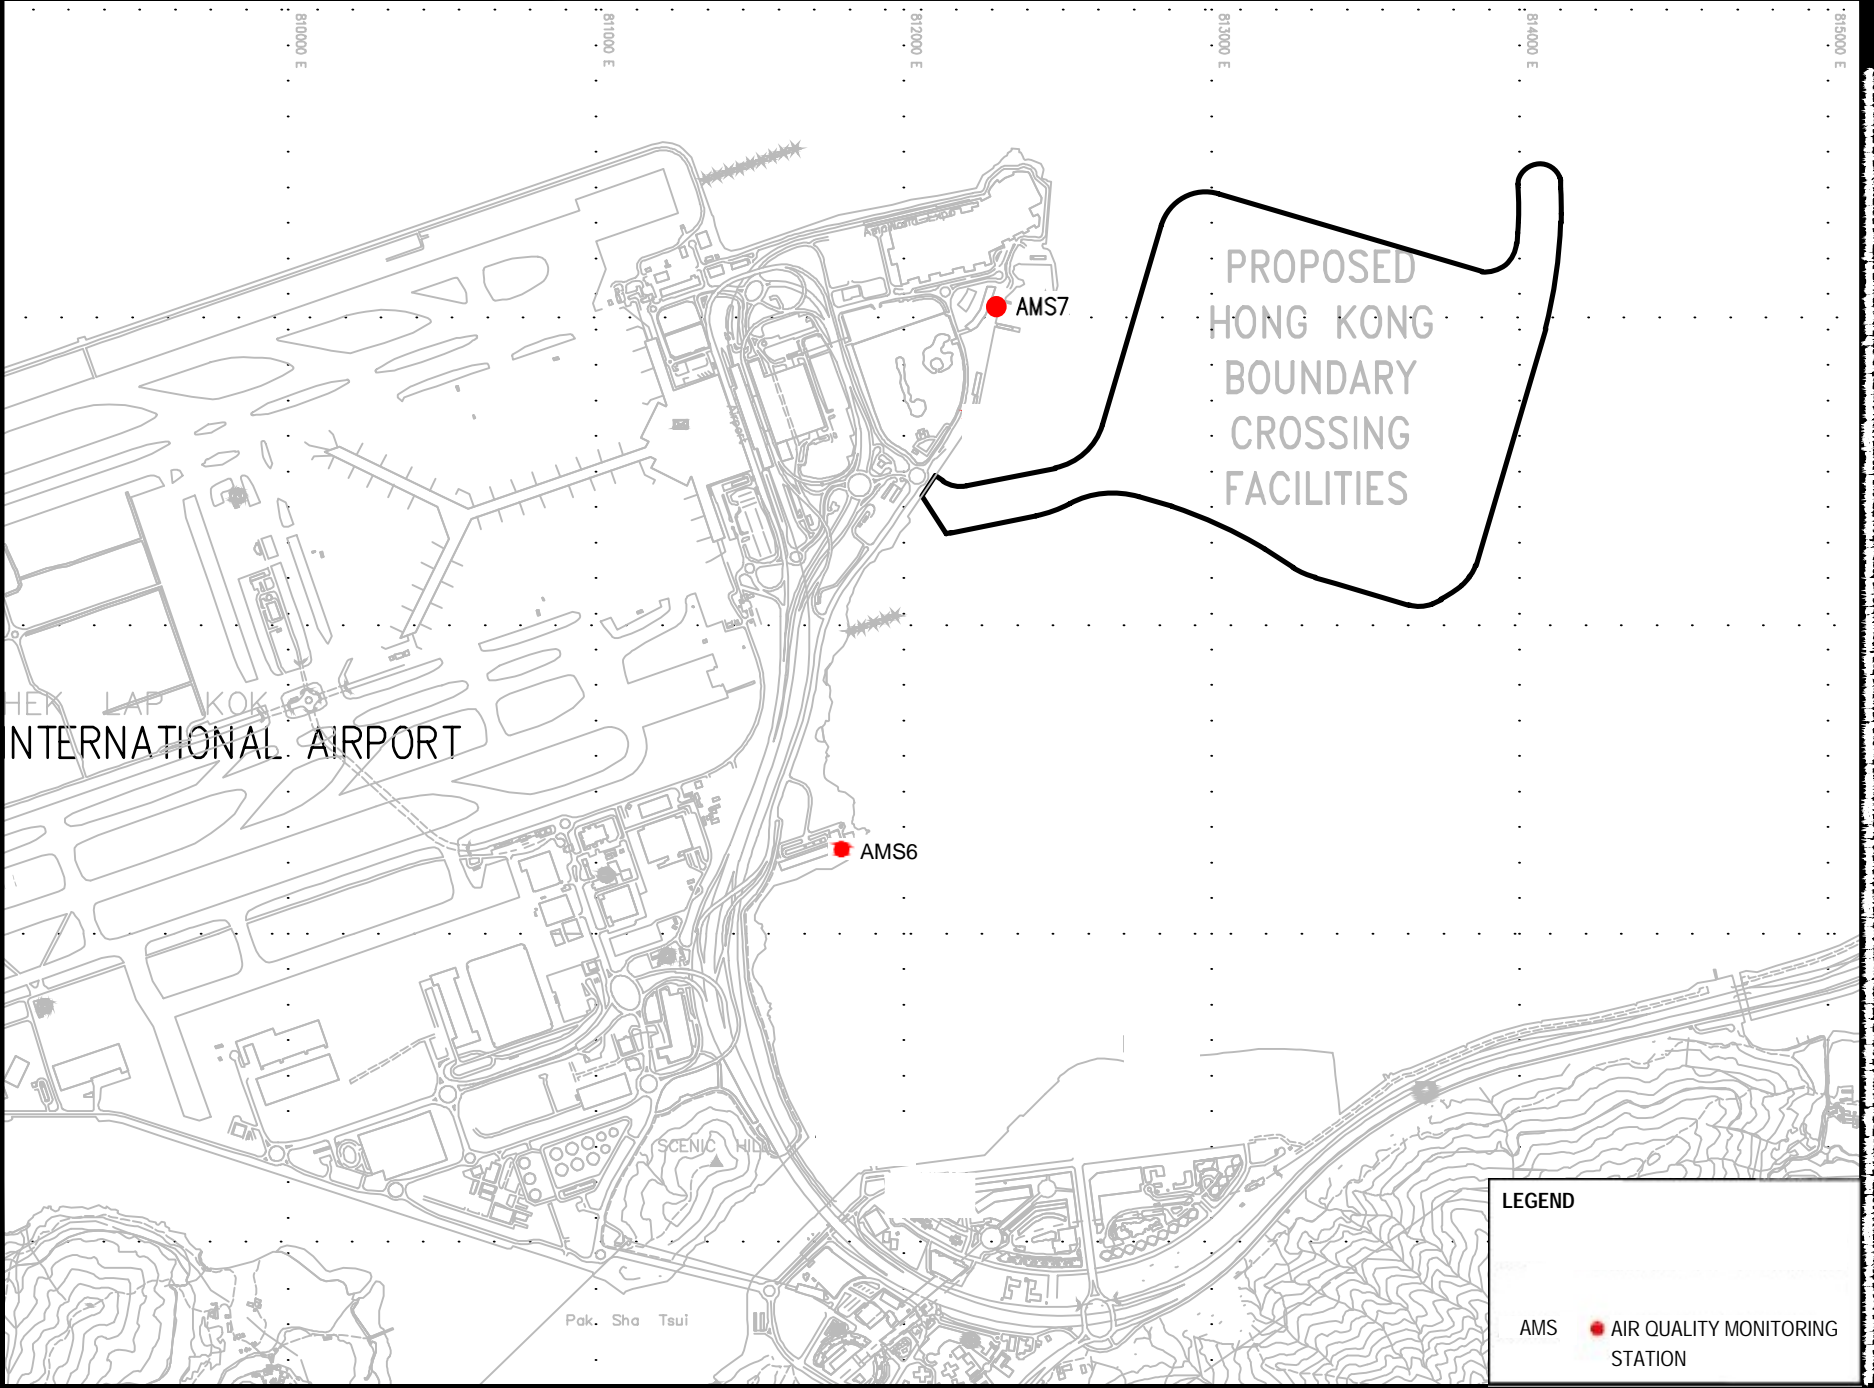 810000 E
811000 E
812000 E
813000 E
814000 E
815000 E
AMS7
PROPOSED
HONG KONG
BOUNDARY
CROSSING
FACILITIES
Airport
HEK LAP KOK
INTERNATIONAL AIRPORT
AMS6
SCENIC HILL
Pak Sha Tsui
LEGEND
AMS AIR QUALITY MONITORING
STATION